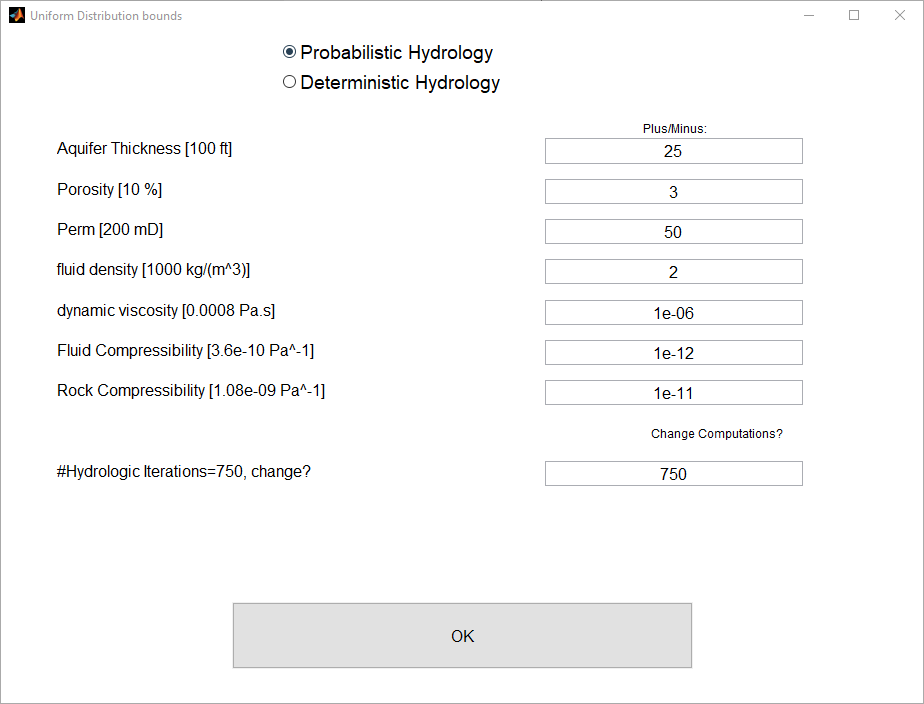 Uniform Distribution bounds
Probabilistic Hydrology
Deterministic Hydrology
Plus/Minus:
Aquifer Thickness [100 ft]
25
Porosity [10 %]
3
Perm [200 mD]
50
fluid density [1000 kg/(m^3)]
2
dynamic viscosity [0.0008 Pa.s]
1e-06
Fluid Compressibility [3.6e-10 Pa^-1]
1e-12
Rock Compressibility [1.08e-09 Pa^-1]
1e-11
Change Computations?
#Hydrologic Iterations=750, change?
750
OK